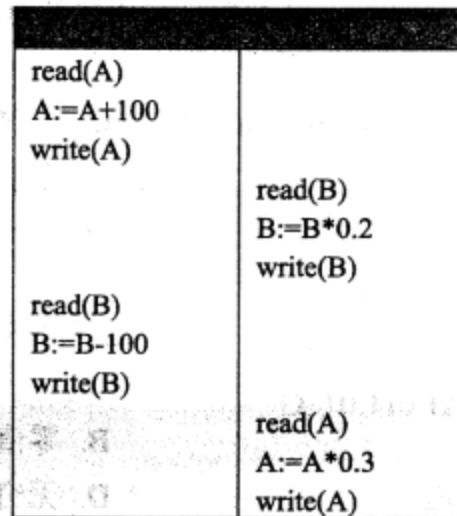 read(A)
A:=A+100
write(A)
read(B)
B:=B*0.2
write(B)
read(B)
B:=B-100
write(B)
read(A)
A:=A*0.3
write(A)